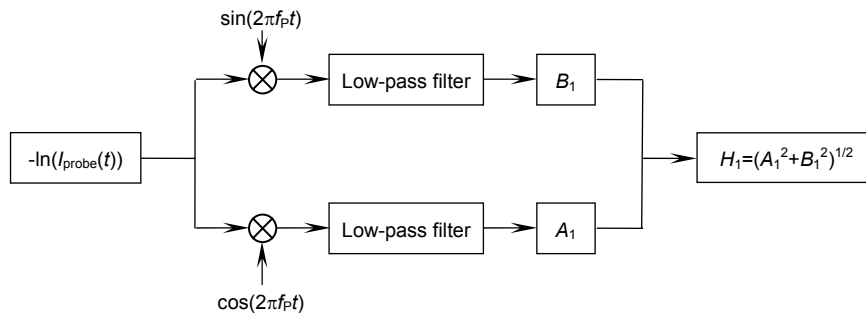 sin(2πfₚt)
Low-pass filter
B₁
-ln(Iₚᵣₒbₑ(t))
H₁=(A₁²+B₁²)¹/²
Low-pass filter
A₁
cos(2πfₚt)